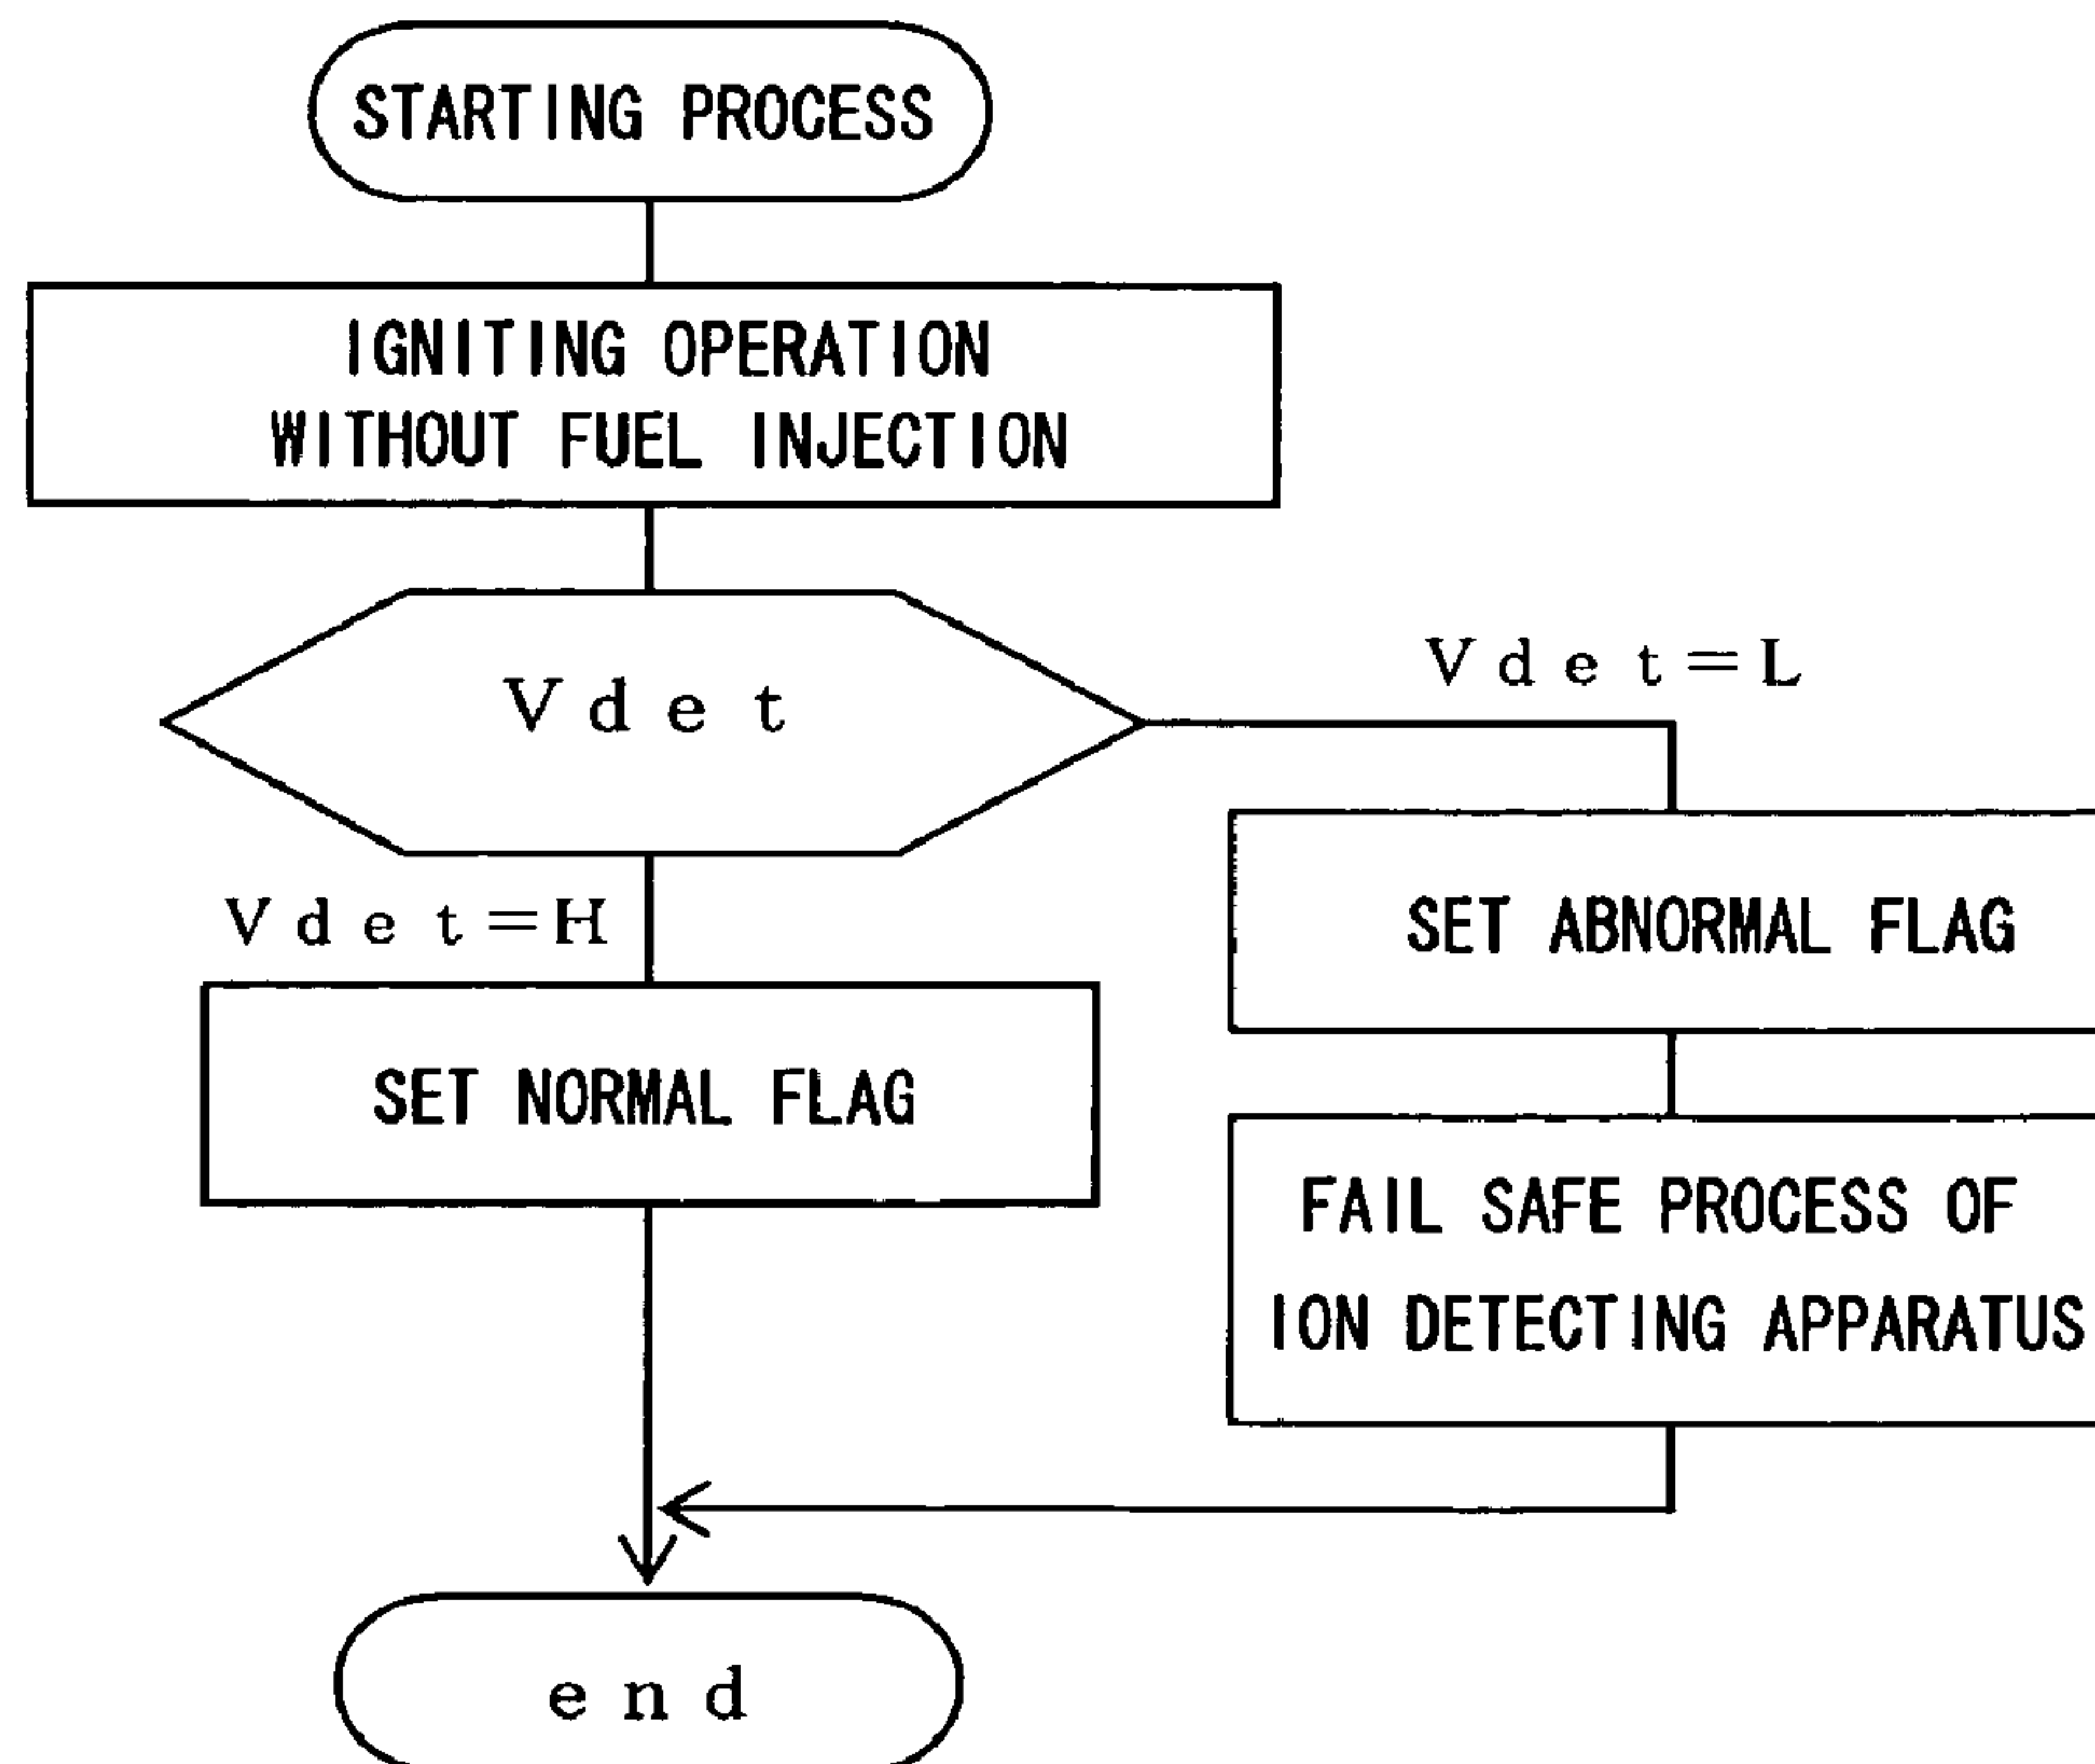 STARTING PROCESS
IGNITING OPERATION
WITHOUT FUEL INJECTION
Vdet
Vdet=L
Vdet=H
SET ABNORMAL FLAG
SET NORMAL FLAG
FAIL SAFE PROCESS OF
ION DETECTING APPARATUS
end